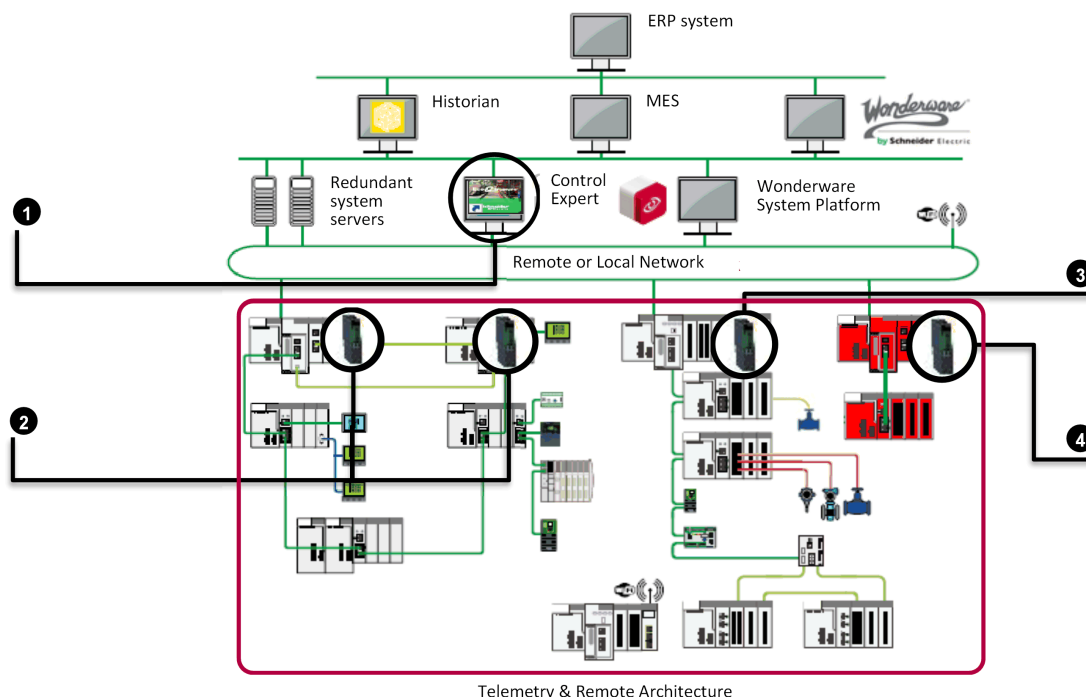 ERP system
Historian
MES
Wonderware
by Schneider Electric
Redundant
system
servers
Control
Expert
Wonderware
System Platform
1
Remote or Local Network
3
2
4
Telemetry & Remote Architecture